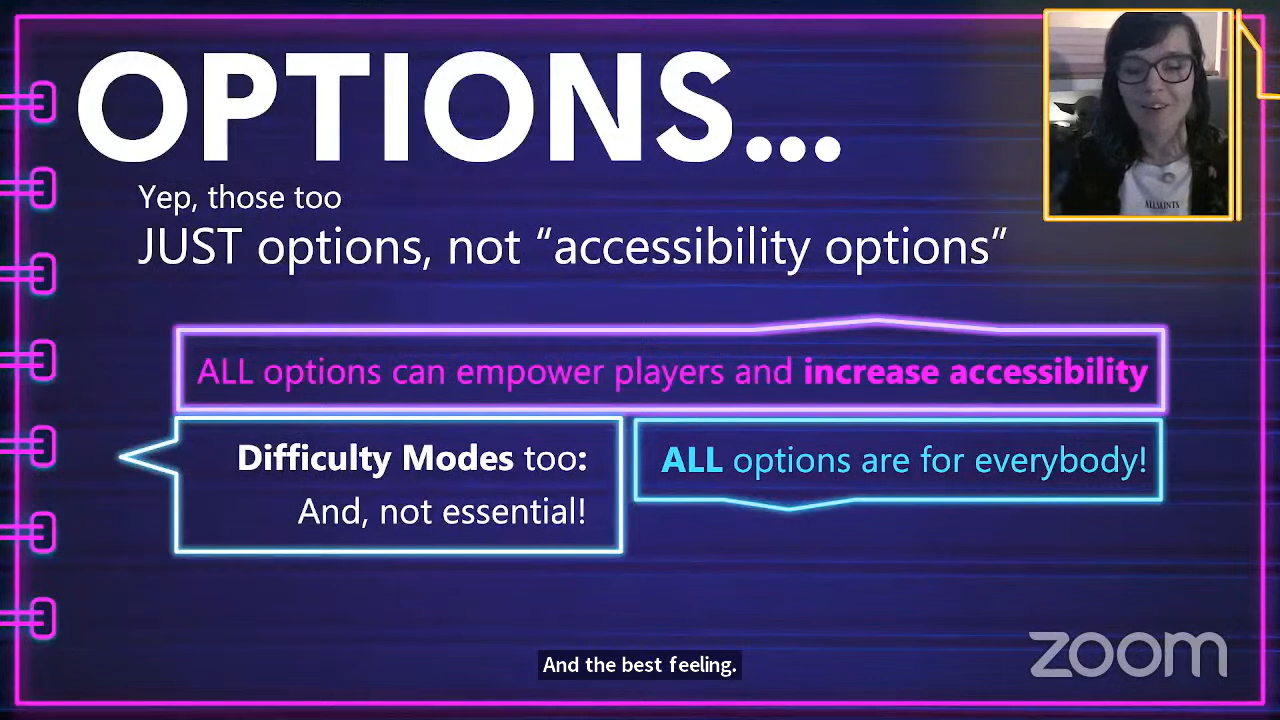 OPTIONS...
Yep, those too
JUST options, not “accessibility options”
ALL options can empower players and increase accessibility
Difficulty Modes too:
And, not essential!
ALL options are for everybody!
ALLSAINTS
And the best feeling.
zoom